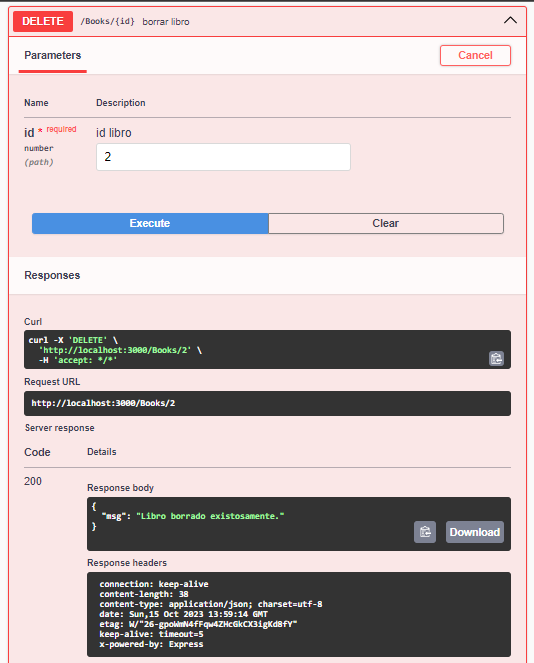 DELETE /Books/{id} borrar libro
Parameters
Cancel
Name Description
id * required
number
(path)
id libro
2
Execute
Clear
Responses
Curl
curl -X 'DELETE' \
'http://localhost:3000/Books/2' \
-H 'accept: */*'
Request URL
http://localhost:3000/Books/2
Server response
Code Details
200
Response body
{
"msg": "Libro borrado existosamente."
}
Download
Response headers
connection: keep-alive
content-length: 38
content-type: application/json; charset=utf-8
date: Sun,15 Oct 2023 13:59:14 GMT
etag: W/"26-gpoWmN4fFqw4ZHcGkCX3igKd8fY"
keep-alive: timeout=5
x-powered-by: Express